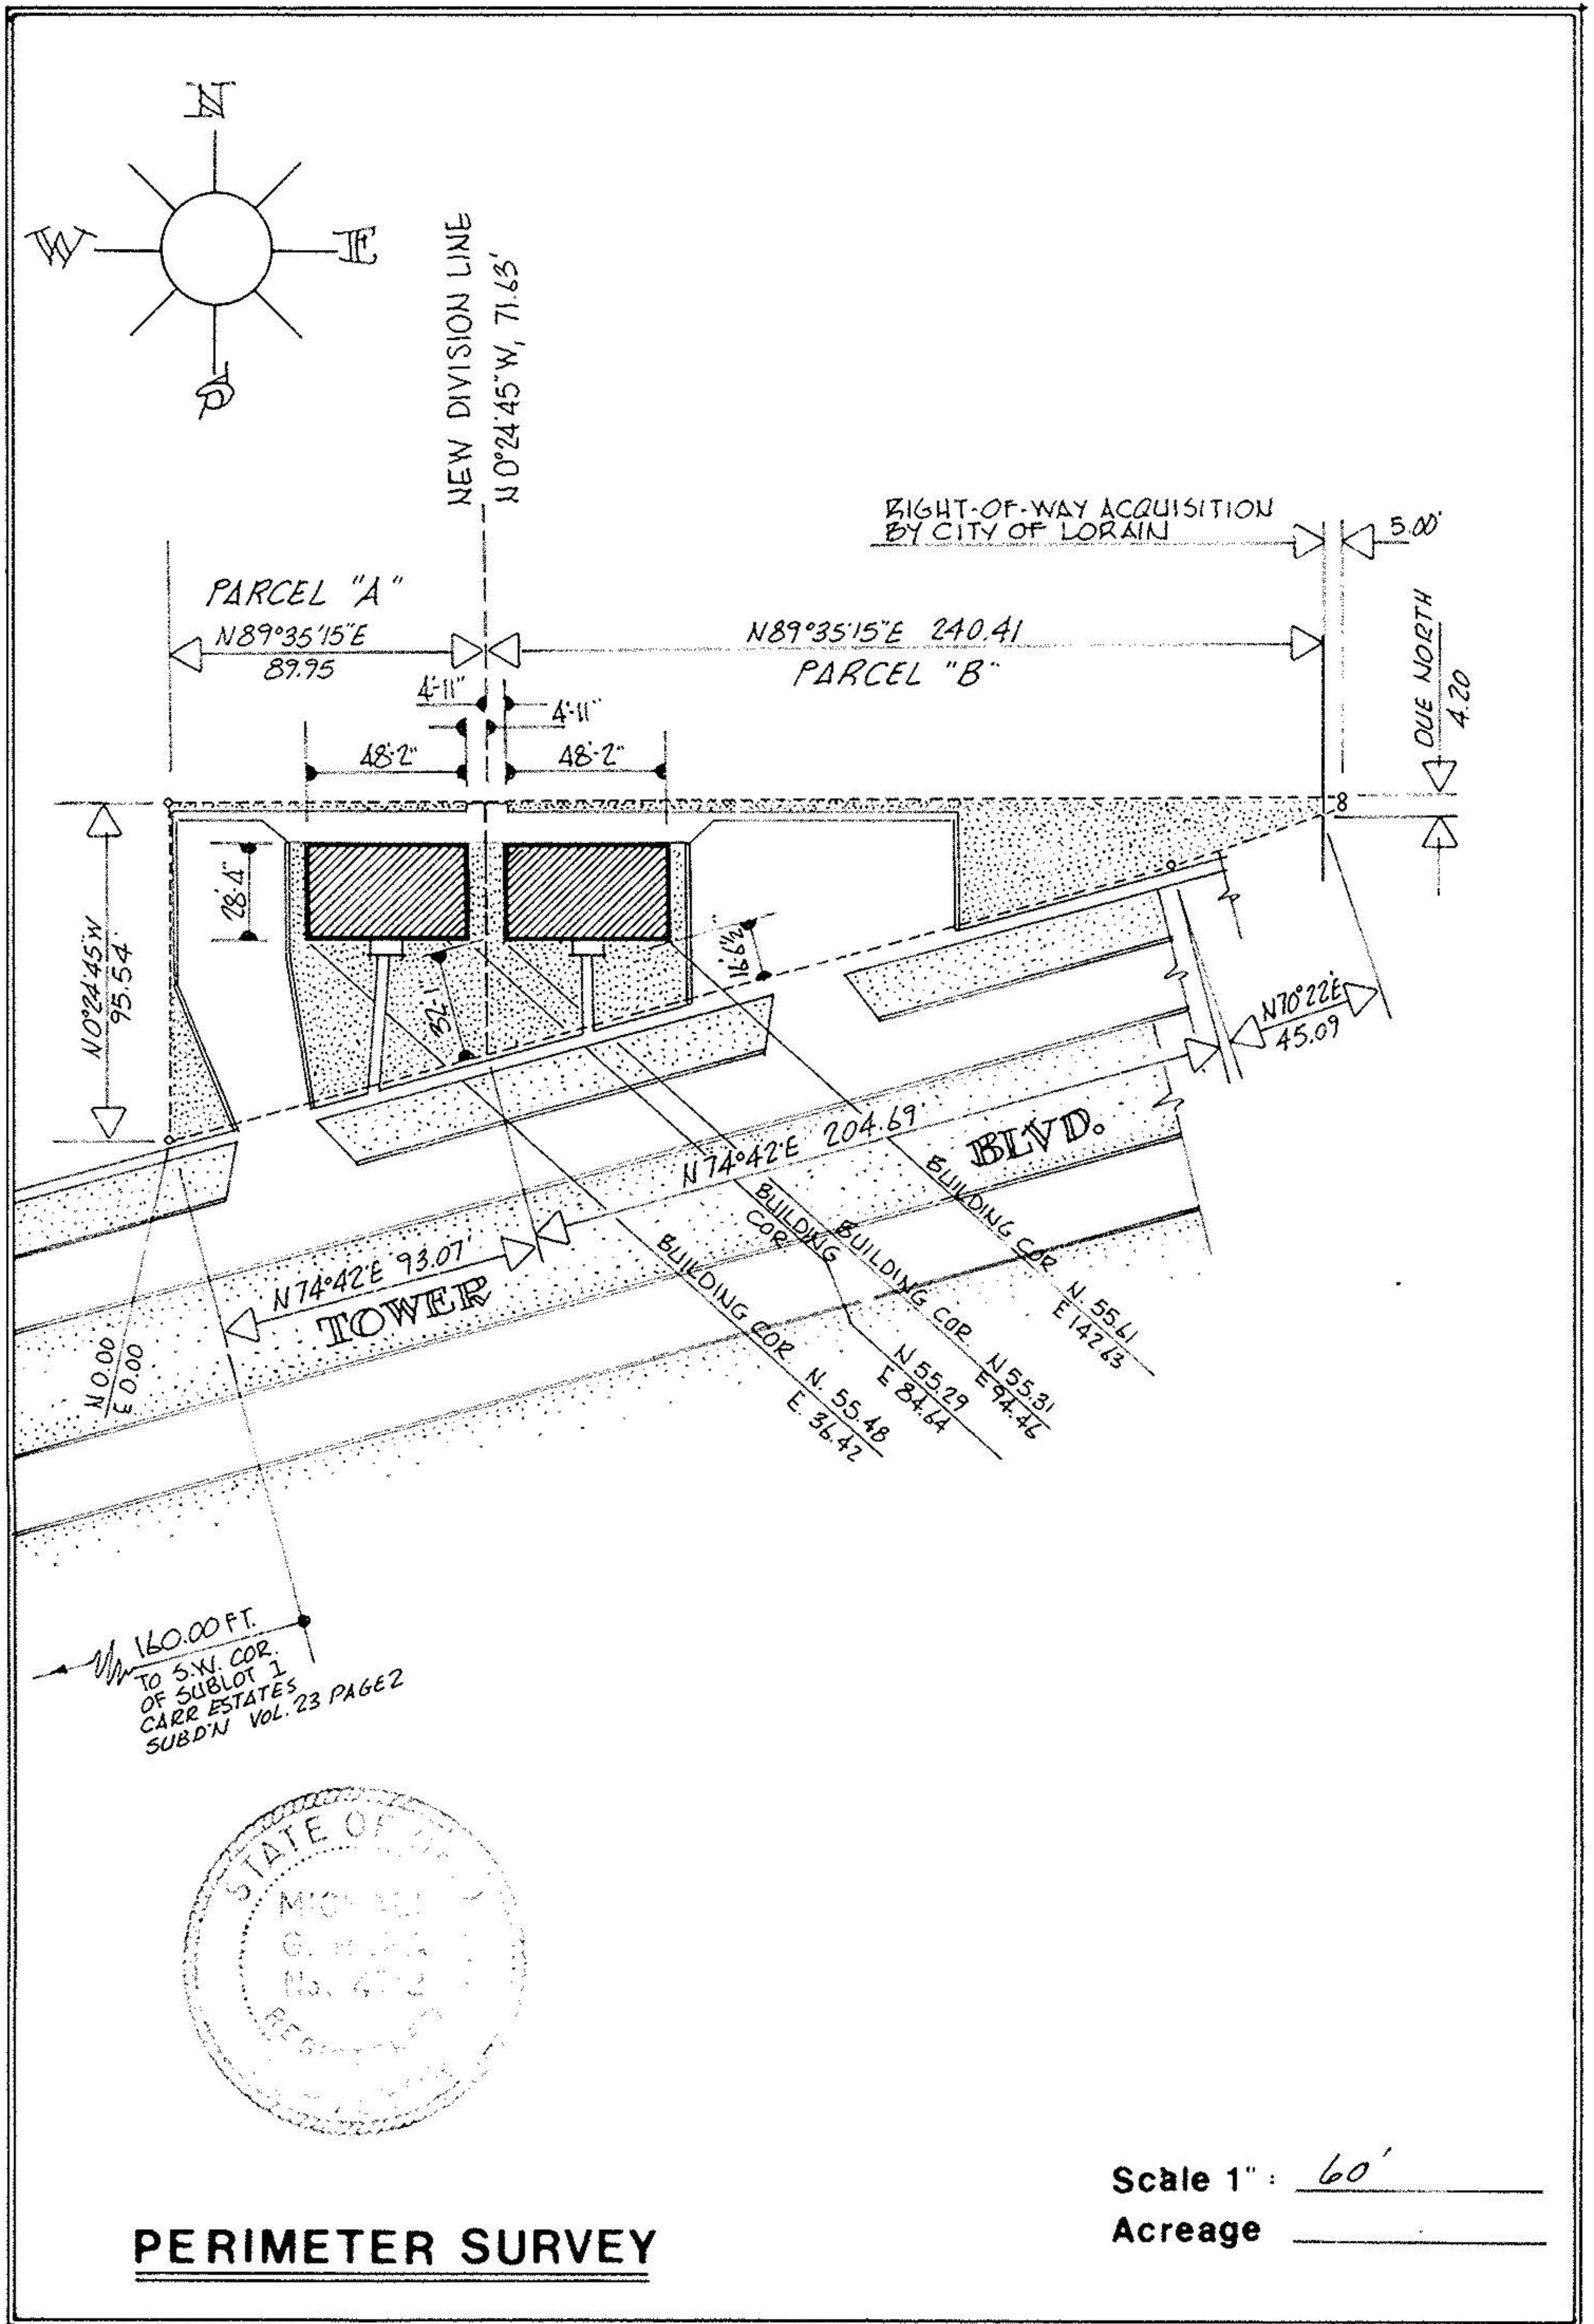 N
W
E
S
NEW DIVISION LINE
N 0°24'45"W, 71.63'
RIGHT-OF-WAY ACQUISITION
BY CITY OF LORAIN
5.00'
PARCEL "A"
N89°35'15"E
89.95
N89°35'15"E 240.41
PARCEL "B"
DUE NORTH
4.20
4'-11"
4'-11"
48'-2"
48'-2"
8
28'-4"
N0°24'45"W
95.54'
16'-6½"
32'-1"
N70°22'E
45.09
N74°42'E 204.69'
BLVD.
N74°42'E 93.07'
TOWER
N 0.00
E 0.00
BUILDING COR N. 55.48
E. 36.42
BUILDING
COR
N 55.29
E 84.64
BUILDING COR N 55.31
E 94.46
BUILDING COR N. 55.61
E 142.63
160.00 FT.
TO S.W. COR.
OF SUBLOT 1
CARR ESTATES
SUBD'N VOL. 23 PAGE 2
STATE OF
Scale 1" : 60'
Acreage
PERIMETER SURVEY